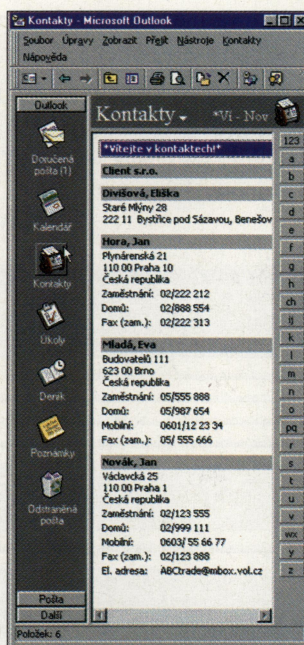 Kontakty - Microsoft Outlook
Soubor Úpravy Zobrazit Přejít Nástroje Kontakty
Nápověda
Outlook
Doručená
pošta (1)
Kalendář
Kontakty
Úkoly
Deník
Poznámky
Odstraněná
pošta
Pošta
Další
Kontakty
*Ví - Nov
*Vítejte v kontaktech!*
Client s.r.o.
Divišová, Eliška
Staré Mlýny 28
222 11 Bystřice pod Sázavou, Benešov
Hora, Jan
Plynárenská 21
110 00 Praha 10
Česká republika
Zaměstnání: 02/222 212
Domů: 02/888 554
Fax (zam.): 02/222 313
Mladá, Eva
Budovatelů 111
623 00 Brno
Česká republika
Zaměstnání: 05/555 888
Domů: 05/987 654
Mobilní: 0601/12 23 34
Fax (zam.): 05/ 555 666
Novák, Jan
Václavdcká 25
110 00 Praha 1
Česká republika
Zaměstnání: 02/123 555
Domů: 02/999 111
Mobilní: 0603/ 55 66 77
Fax (zam.): 02/123 888
El. adresa: ABCtrade@mbox.vol.cz
123
a
b
c
d
e
f
g
h
ch
ij
k
l
m
n
o
pq
r
s
t
u
v
wx
y
z
Položek: 6